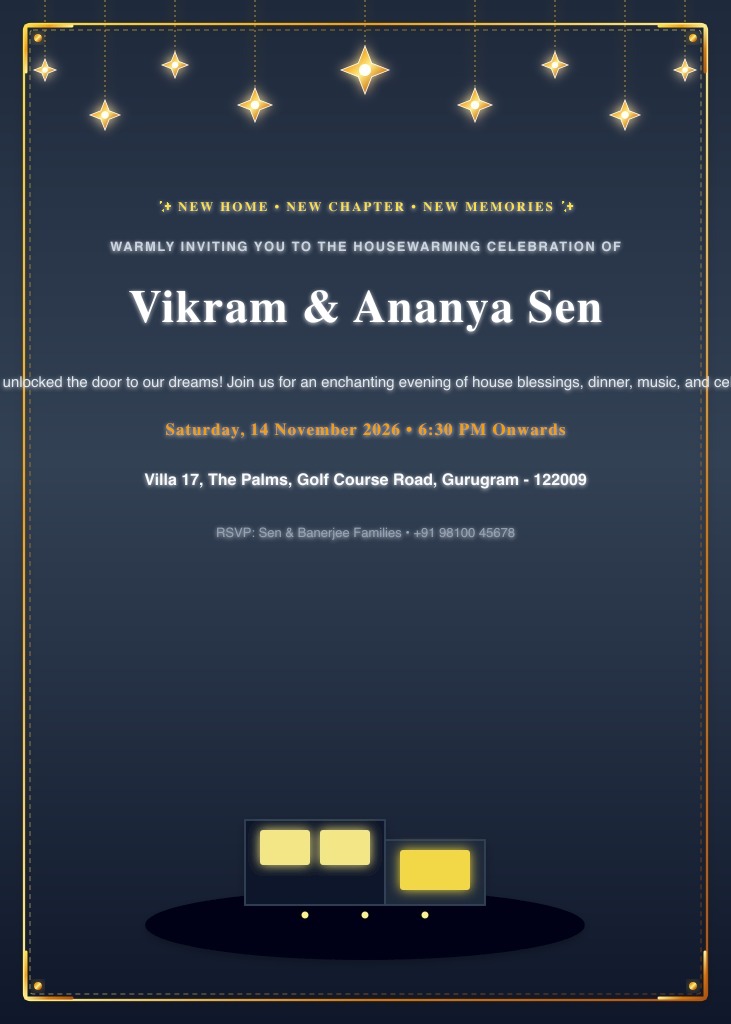 ✨ NEW HOME • NEW CHAPTER • NEW MEMORIES ✨
WARMLY INVITING YOU TO THE HOUSEWARMING CELEBRATION OF
Vikram & Ananya Sen
unlocked the door to our dreams! Join us for an enchanting evening of house blessings, dinner, music, and
Saturday, 14 November 2026 • 6:30 PM Onwards
Villa 17, The Palms, Golf Course Road, Gurugram - 122009
RSVP: Sen & Banerjee Families • +91 98100 45678